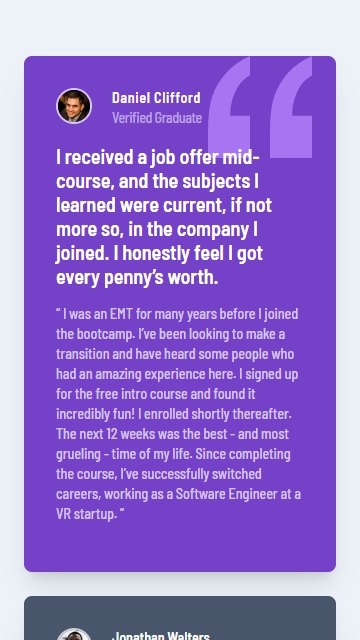 Daniel Clifford
Verified Graduate
I received a job offer mid-
course, and the subjects I
learned were current, if not
more so, in the company I
joined. I honestly feel I got
every penny’s worth.
“ I was an EMT for many years before I joined
the bootcamp. I’ve been looking to make a
transition and have heard some people who
had an amazing experience here. I signed up
for the free intro course and found it
incredibly fun! I enrolled shortly thereafter.
The next 12 weeks was the best - and most
grueling - time of my life. Since completing
the course, I’ve successfully switched
careers, working as a Software Engineer at a
VR startup. ”
Jonathan Walters